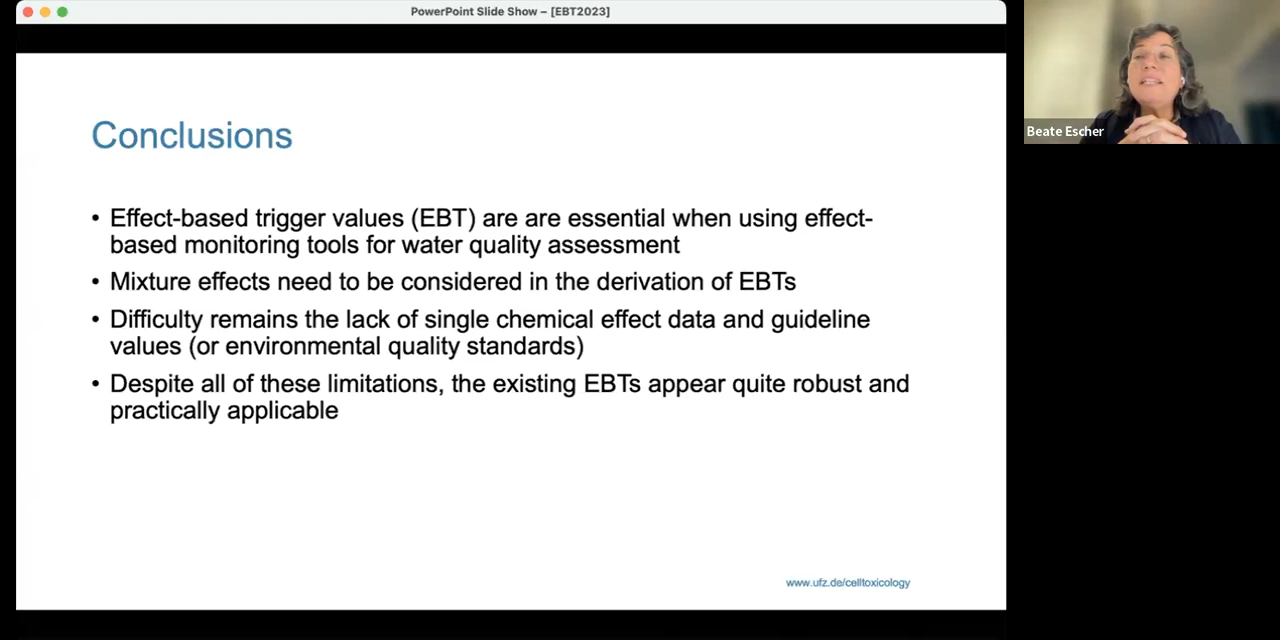 PowerPoint Slide Show – [EBT2023]
Conclusions
• Effect-based trigger values (EBT) are are essential when using effect-
based monitoring tools for water quality assessment
• Mixture effects need to be considered in the derivation of EBTs
• Difficulty remains the lack of single chemical effect data and guideline
values (or environmental quality standards)
• Despite all of these limitations, the existing EBTs appear quite robust and
practically applicable
www.ufz.de/celltoxicology
Beate Escher